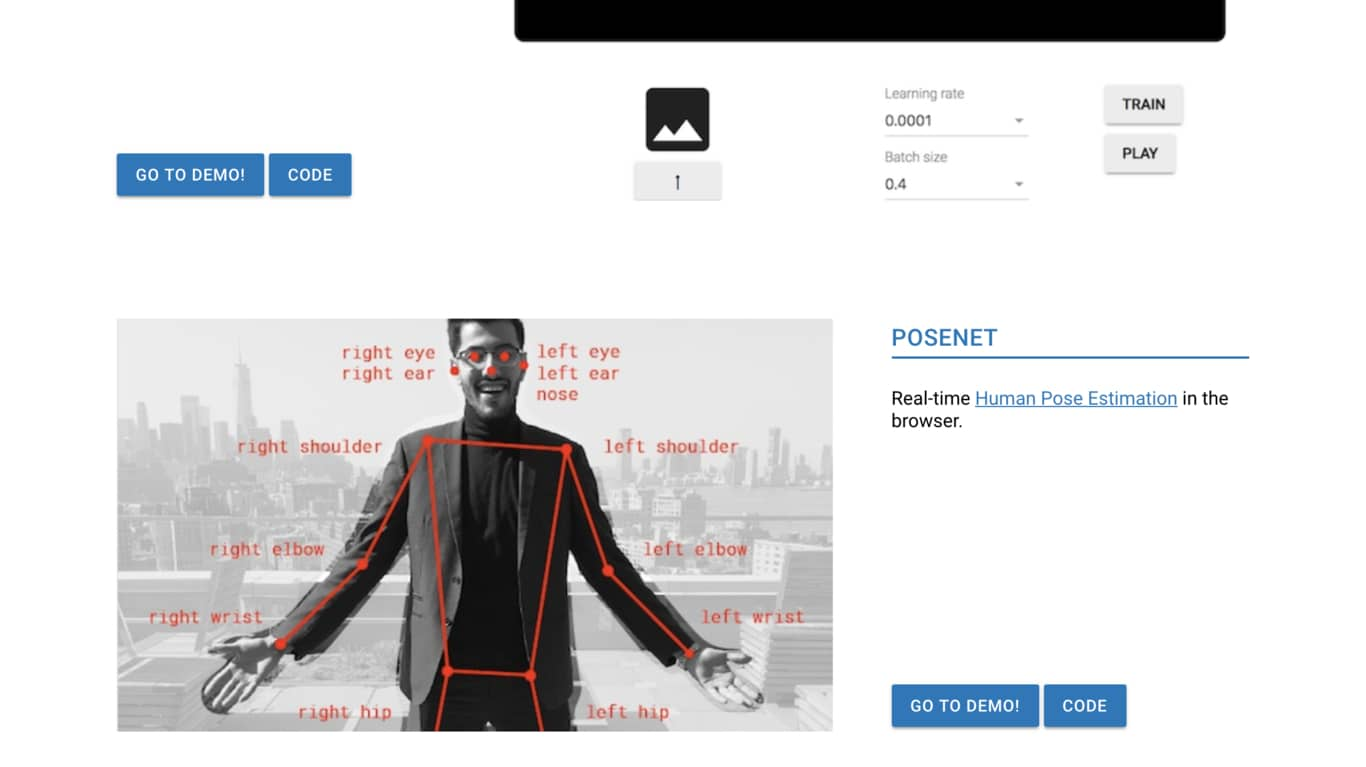 Learning rate
0.0001
Batch size
0.4
TRAIN
PLAY
GO TO DEMO!
CODE
↑
right eye
left eye
right ear
left ear
nose
right shoulder
left shoulder
right elbow
left elbow
right wrist
left wrist
right hip
left hip
POSENET
Real-time Human Pose Estimation in the
browser.
GO TO DEMO!
CODE